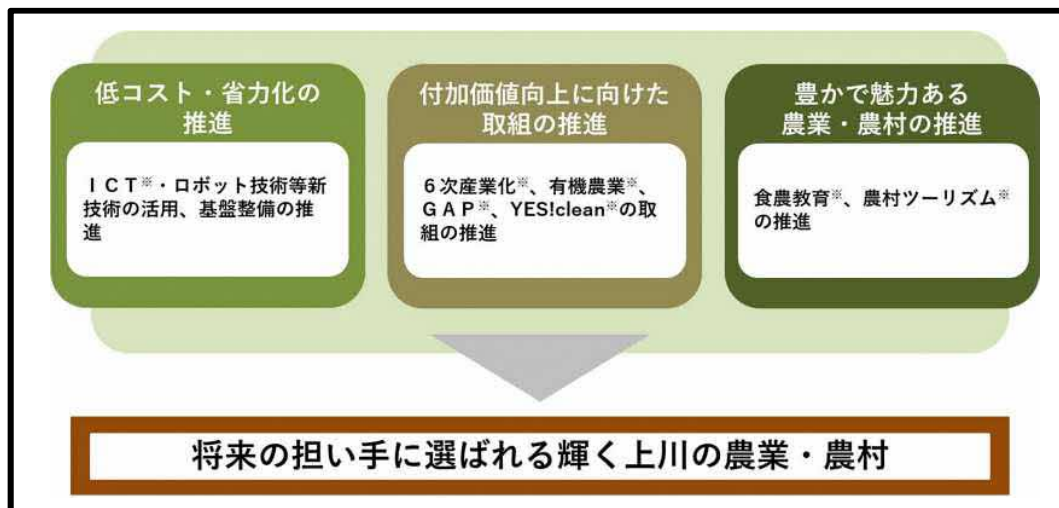 低コスト・省力化の
推進
ＩＣＴ※・ロボット技術等新
技術の活用、基盤整備の推
進
付加価値向上に向けた
取組の推進
６次産業化※、有機農業※、
ＧＡＰ※、YES!clean※の取
組の推進
豊かで魅力ある
農業・農村の推進
食農教育※、農村ツーリズム※
の推進
将来の担い手に選ばれる輝く上川の農業・農村